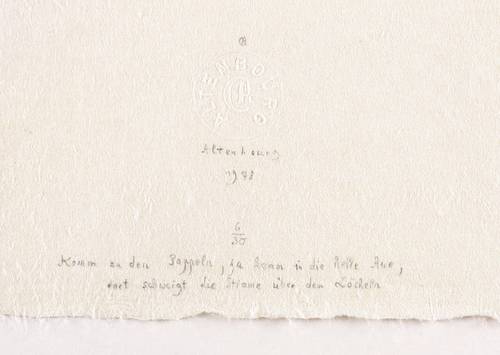 ALTENBOURG
Altenbourg
1978
6/30
Komm zu den Pappeln, ja komm in die helle Aue,
dort schweigt die über den